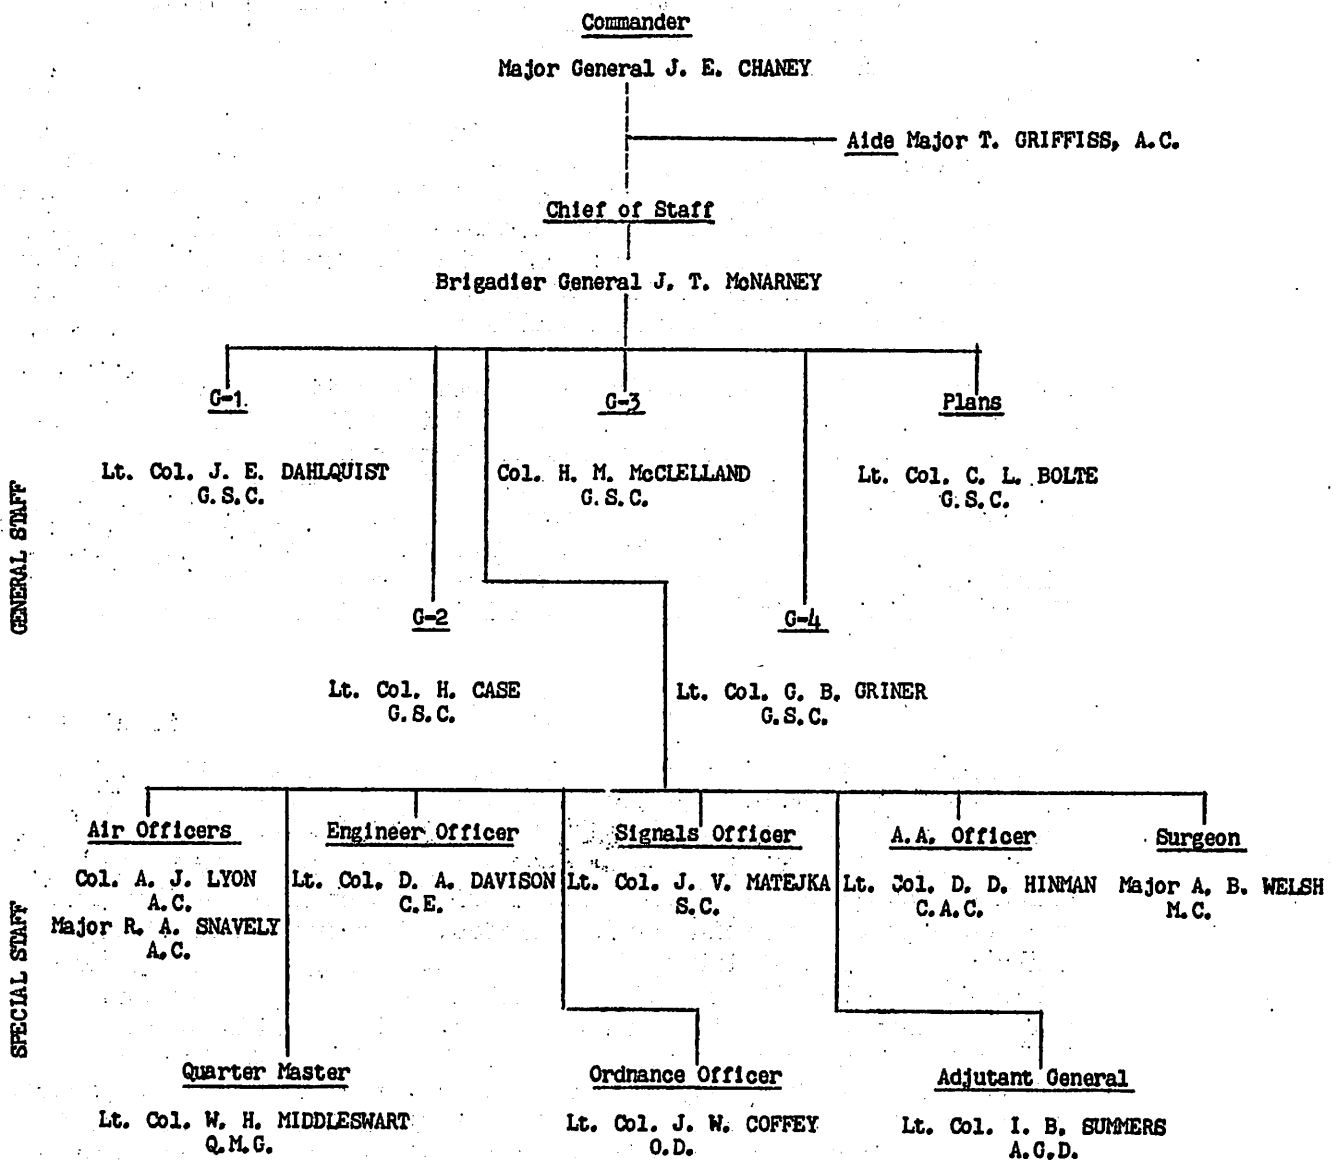 Commander
Major General J. E. CHANEY
Aide Major T. GRIFFISS, A.C.
Chief of Staff
Brigadier General J. T. McNARNEY
G-1
G-3
Plans
Lt. Col. J. E. DAHLQUIST
G.S.C.
Col. H. M. McCLELLAND
G.S.C.
Lt. Col. C. L. BOLTE
G.S.C.
GENERAL STAFF
G-2
G-4
Lt. Col. H. CASE
G.S.C.
Lt. Col. G. B. GRINER
G.S.C.
Air Officers
Engineer Officer
Signals Officer
A.A. Officer
Surgeon
Col. A. J. LYON
A.C.
Major R. A. SNAVELY
A.C.
Lt. Col. D. A. DAVISON
C.E.
Lt. Col. J. V. MATEJKA
S.C.
Lt. Col. D. D. HINMAN
C.A.C.
Major A. B. WELSH
M.C.
SPECIAL STAFF
Quarter Master
Ordnance Officer
Adjutant General
Lt. Col. W. H. MIDDLESWART
Q.M.G.
Lt. Col. J. W. COFFEY
O.D.
Lt. Col. I. B. SUMMERS
A.G.D.